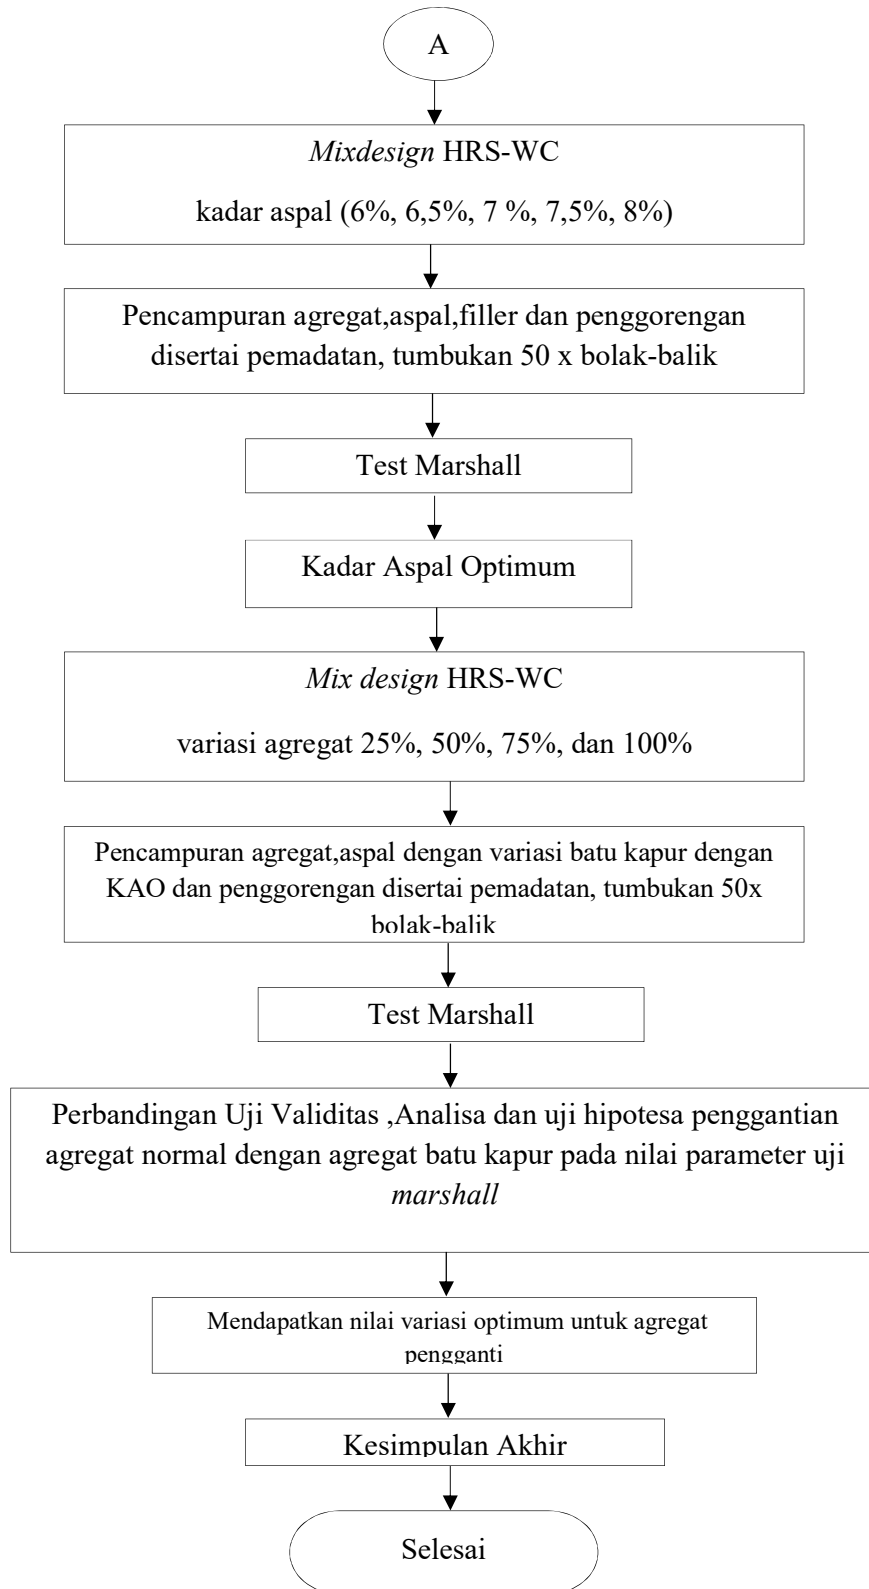 A
Mixdesign HRS-WC
kadar aspal (6%, 6,5%, 7 %, 7,5%, 8%)
Pencampuran agregat,aspal,filler dan penggorengan
disertai pemadatan, tumbukan 50 x bolak-balik
Test Marshall
Kadar Aspal Optimum
Mix design HRS-WC
variasi agregat 25%, 50%, 75%, dan 100%
Pencampuran agregat,aspal dengan variasi batu kapur dengan
KAO dan penggorengan disertai pemadatan, tumbukan 50x
bolak-balik
Test Marshall
Perbandingan Uji Validitas ,Analisa dan uji hipotesa penggantian
agregat normal dengan agregat batu kapur pada nilai parameter uji
marshall
Mendapatkan nilai variasi optimum untuk agregat
pengganti
Kesimpulan Akhir
Selesai